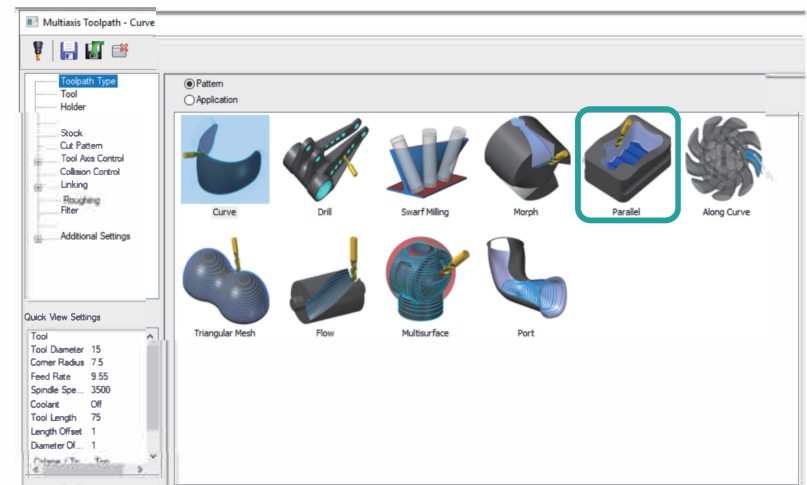 Multiaxis Toolpath - Curve
Toolpath Type
Tool
Holder
Stock
Cut Pattern
Tool Axis Control
Collision Control
Linking
Roughing
Filter
Additional Settings
Quick View Settings
Tool
Tool Diameter 15
Corner Radius 7.5
Feed Rate 9.55
Spindle Spe... 3500
Coolant Off
Tool Length 75
Length Offset 1
Diameter Of... 1
Pattern
Application
Curve Drill Swarf Milling Morph Parallel Along Curve
Triangular Mesh Flow Multisurface Port